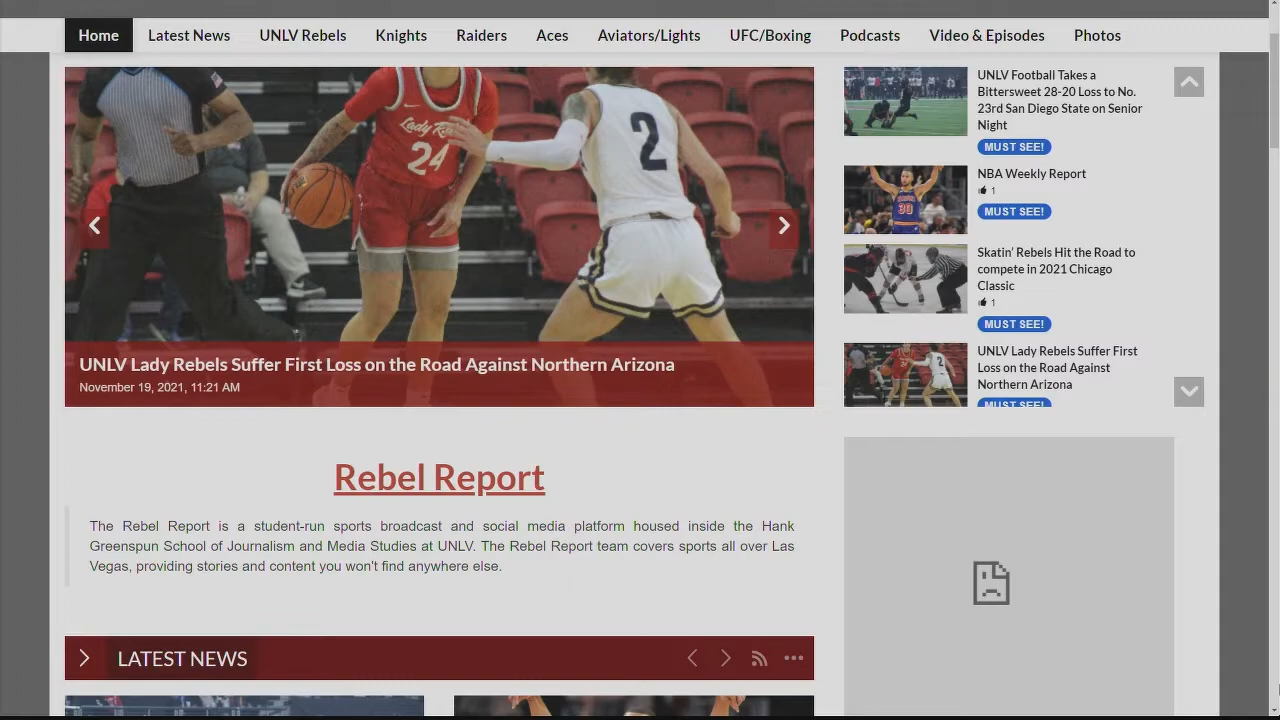 Home Latest News UNLV Rebels Knights Raiders Aces Aviators/Lights UFC/Boxing Podcasts Video & Episodes Photos
24
2
UNLV Lady Rebels Suffer First Loss on the Road Against Northern Arizona
November 19, 2021, 11:21 AM
UNLV Football Takes a
Bittersweet 28-20 Loss to No.
23rd San Diego State on Senior
Night
MUST SEE!
30
NBA Weekly Report
1
MUST SEE!
Skatin' Rebels Hit the Road to
compete in 2021 Chicago
Classic
1
MUST SEE!
UNLV Lady Rebels Suffer First
Loss on the Road Against
Northern Arizona
MUST SEE!
Rebel Report
The Rebel Report is a student-run sports broadcast and social media platform housed inside the Hank
Greenspun School of Journalism and Media Studies at UNLV. The Rebel Report team covers sports all over Las
Vegas, providing stories and content you won't find anywhere else.
LATEST NEWS